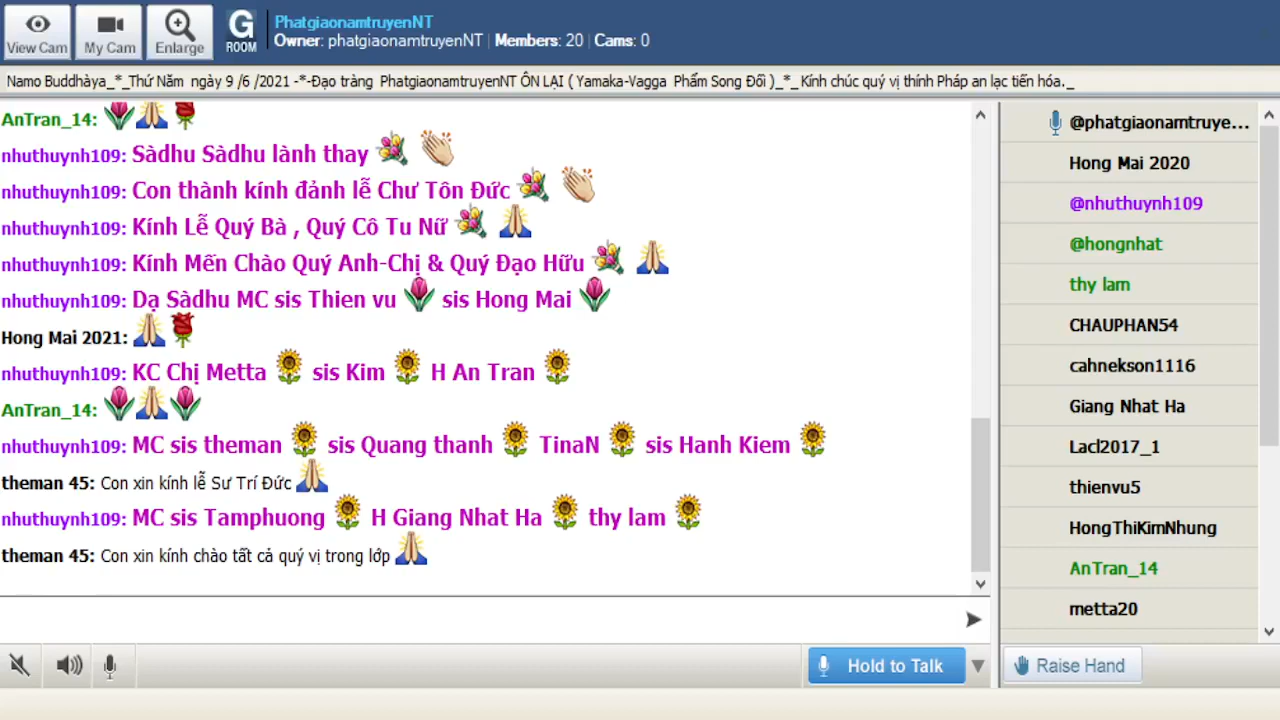 View Cam
My Cam
Enlarge
G
ROOM
PhatgiaonamtruyenNT
Owner: phatgiaonamtruyenNT | Members: 20 | Cams: 0
Namo Buddhàya_*_Thứ Năm ngày 9 /6 /2021 -*-Đạo tràng PhatgiaonamtruyenNT ÔN LẠI ( Yamaka-Vagga Phẩm Song Đối )_*_ Kính chúc quý vị thính Pháp an lạc tiến hóa._
AnTran_14:
nhuthuynh109: Sàdhu Sàdhu lành thay
nhuthuynh109: Con thành kính đảnh lễ Chư Tôn Đức
nhuthuynh109: Kính Lễ Quý Bà , Quý Cô Tu Nữ
nhuthuynh109: Kính Mến Chào Quý Anh-Chị & Quý Đạo Hữu
nhuthuynh109: Dạ Sàdhu MC sis Thien vu sis Hong Mai
Hong Mai 2021:
nhuthuynh109: KC Chị Metta sis Kim H An Tran
AnTran_14:
nhuthuynh109: MC sis theman sis Quang thanh TinaN sis Hanh Kiem
theman 45: Con xin kính lễ Sư Trí Đức
nhuthuynh109: MC sis Tamphuong H Giang Nhat Ha thy lam
theman 45: Con xin kính chào tất cả quý vị trong lớp
@phatgiaonamtruye...
Hong Mai 2020
@nhuthuynh109
@hongnhat
thy lam
CHAUPHAN54
cahnekson1116
Giang Nhat Ha
Lacl2017_1
thienvu5
HongThiKimNhung
AnTran_14
metta20
Hold to Talk
Raise Hand